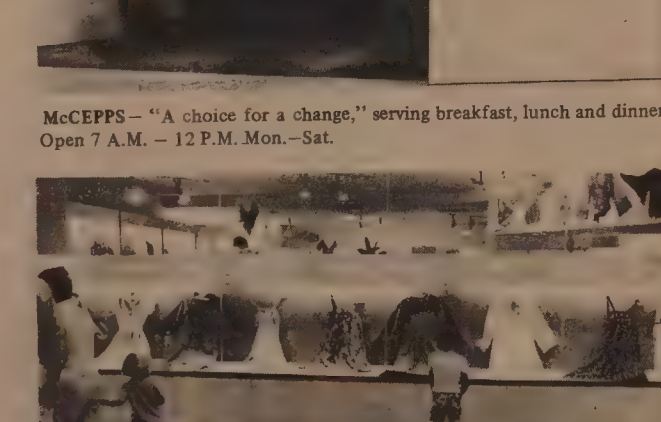 McCEPPS— “A choice for a change,” serving breakfast, lunch and dinner
Open 7 A.M. — 12 P.M. Mon.—Sat.